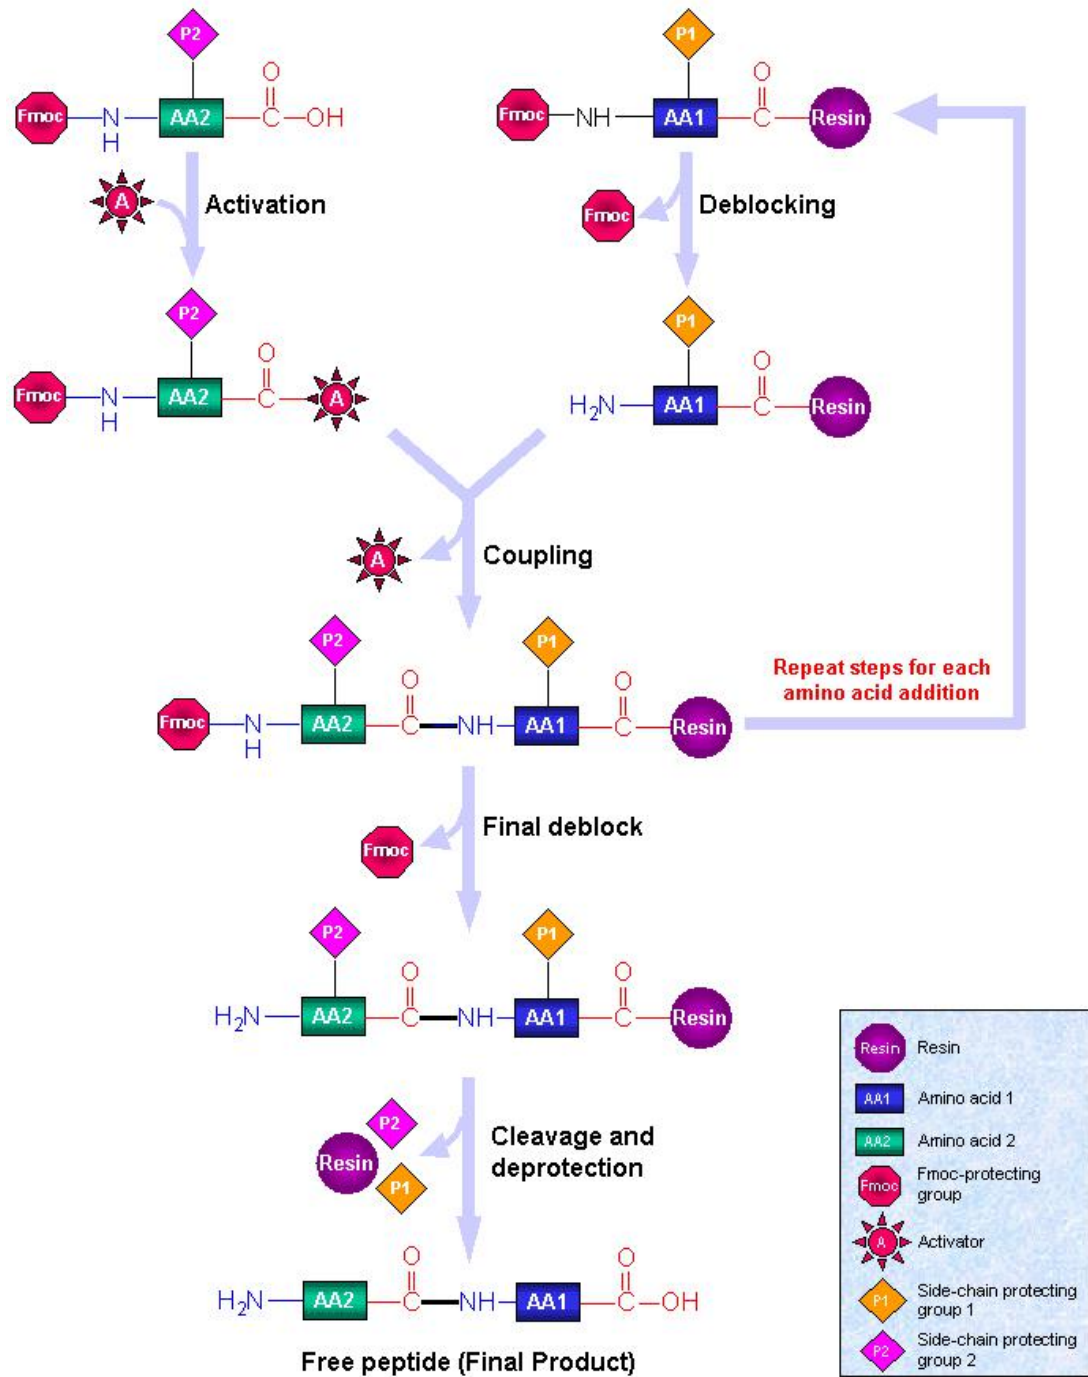 P2
P1
O
O
Fmoc
N
H
AA2
C
OH
Fmoc
NH
AA1
C
Resin
A
Activation
Fmoc
Deblocking
P2
P1
O
O
Fmoc
N
H
AA2
C
A
H₂N
AA1
C
Resin
A
Coupling
P2
P1
Repeat steps for each
amino acid addition
O
O
Fmoc
N
H
AA2
C
NH
AA1
C
Resin
Fmoc
Final deblock
P2
P1
O
O
H₂N
AA2
C
NH
AA1
C
Resin
P2
Resin
P1
Cleavage and
deprotection
O
O
H₂N
AA2
C
NH
AA1
C
OH
Free peptide (Final Product)
Resin Resin
AA1 Amino acid 1
AA2 Amino acid 2
Fmoc Fmoc-protecting
group
A Activator
P1 Side-chain protecting
group 1
P2 Side-chain protecting
group 2